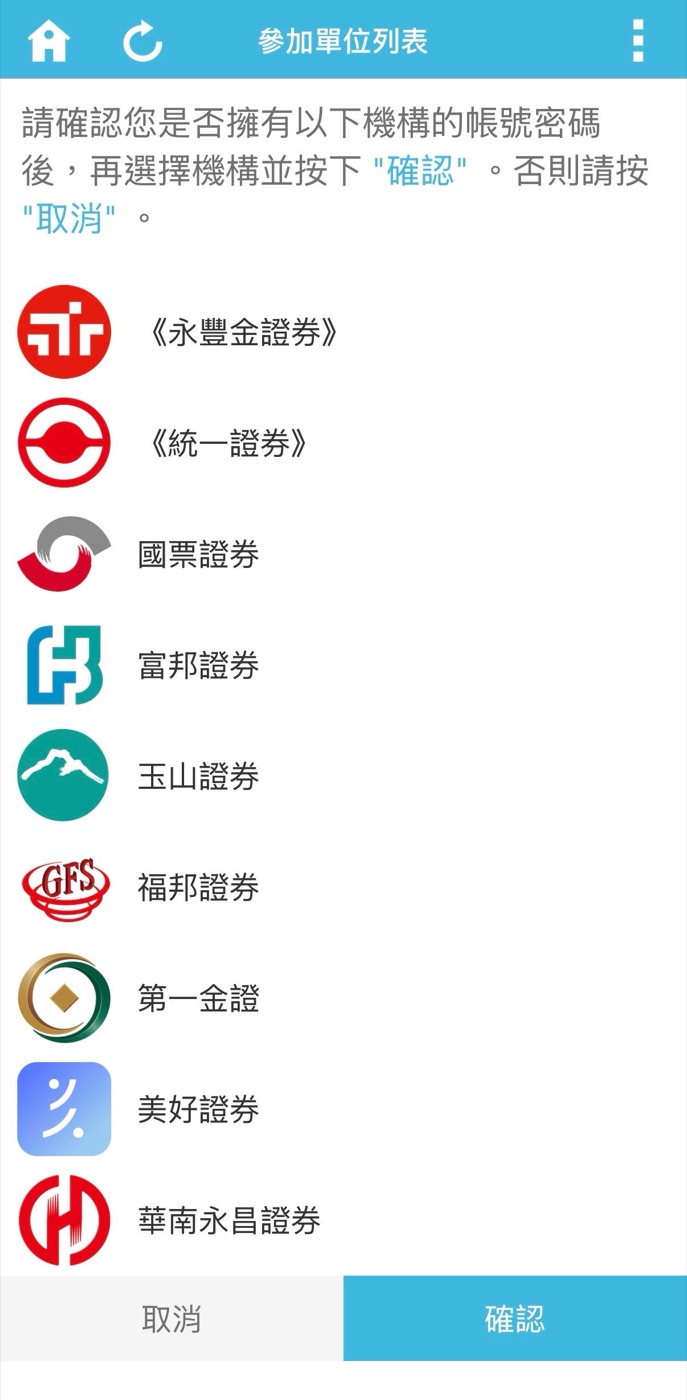 參加單位列表
請確認您是否擁有以下機構的帳號密碼
後，再選擇機構並按下 "確認" 。否則請按
"取消" 。
《永豐金證券》
《統一證券》
國票證券
富邦證券
玉山證券
GFS
福邦證券
第一金證
美好證券
華南永昌證券
取消
確認